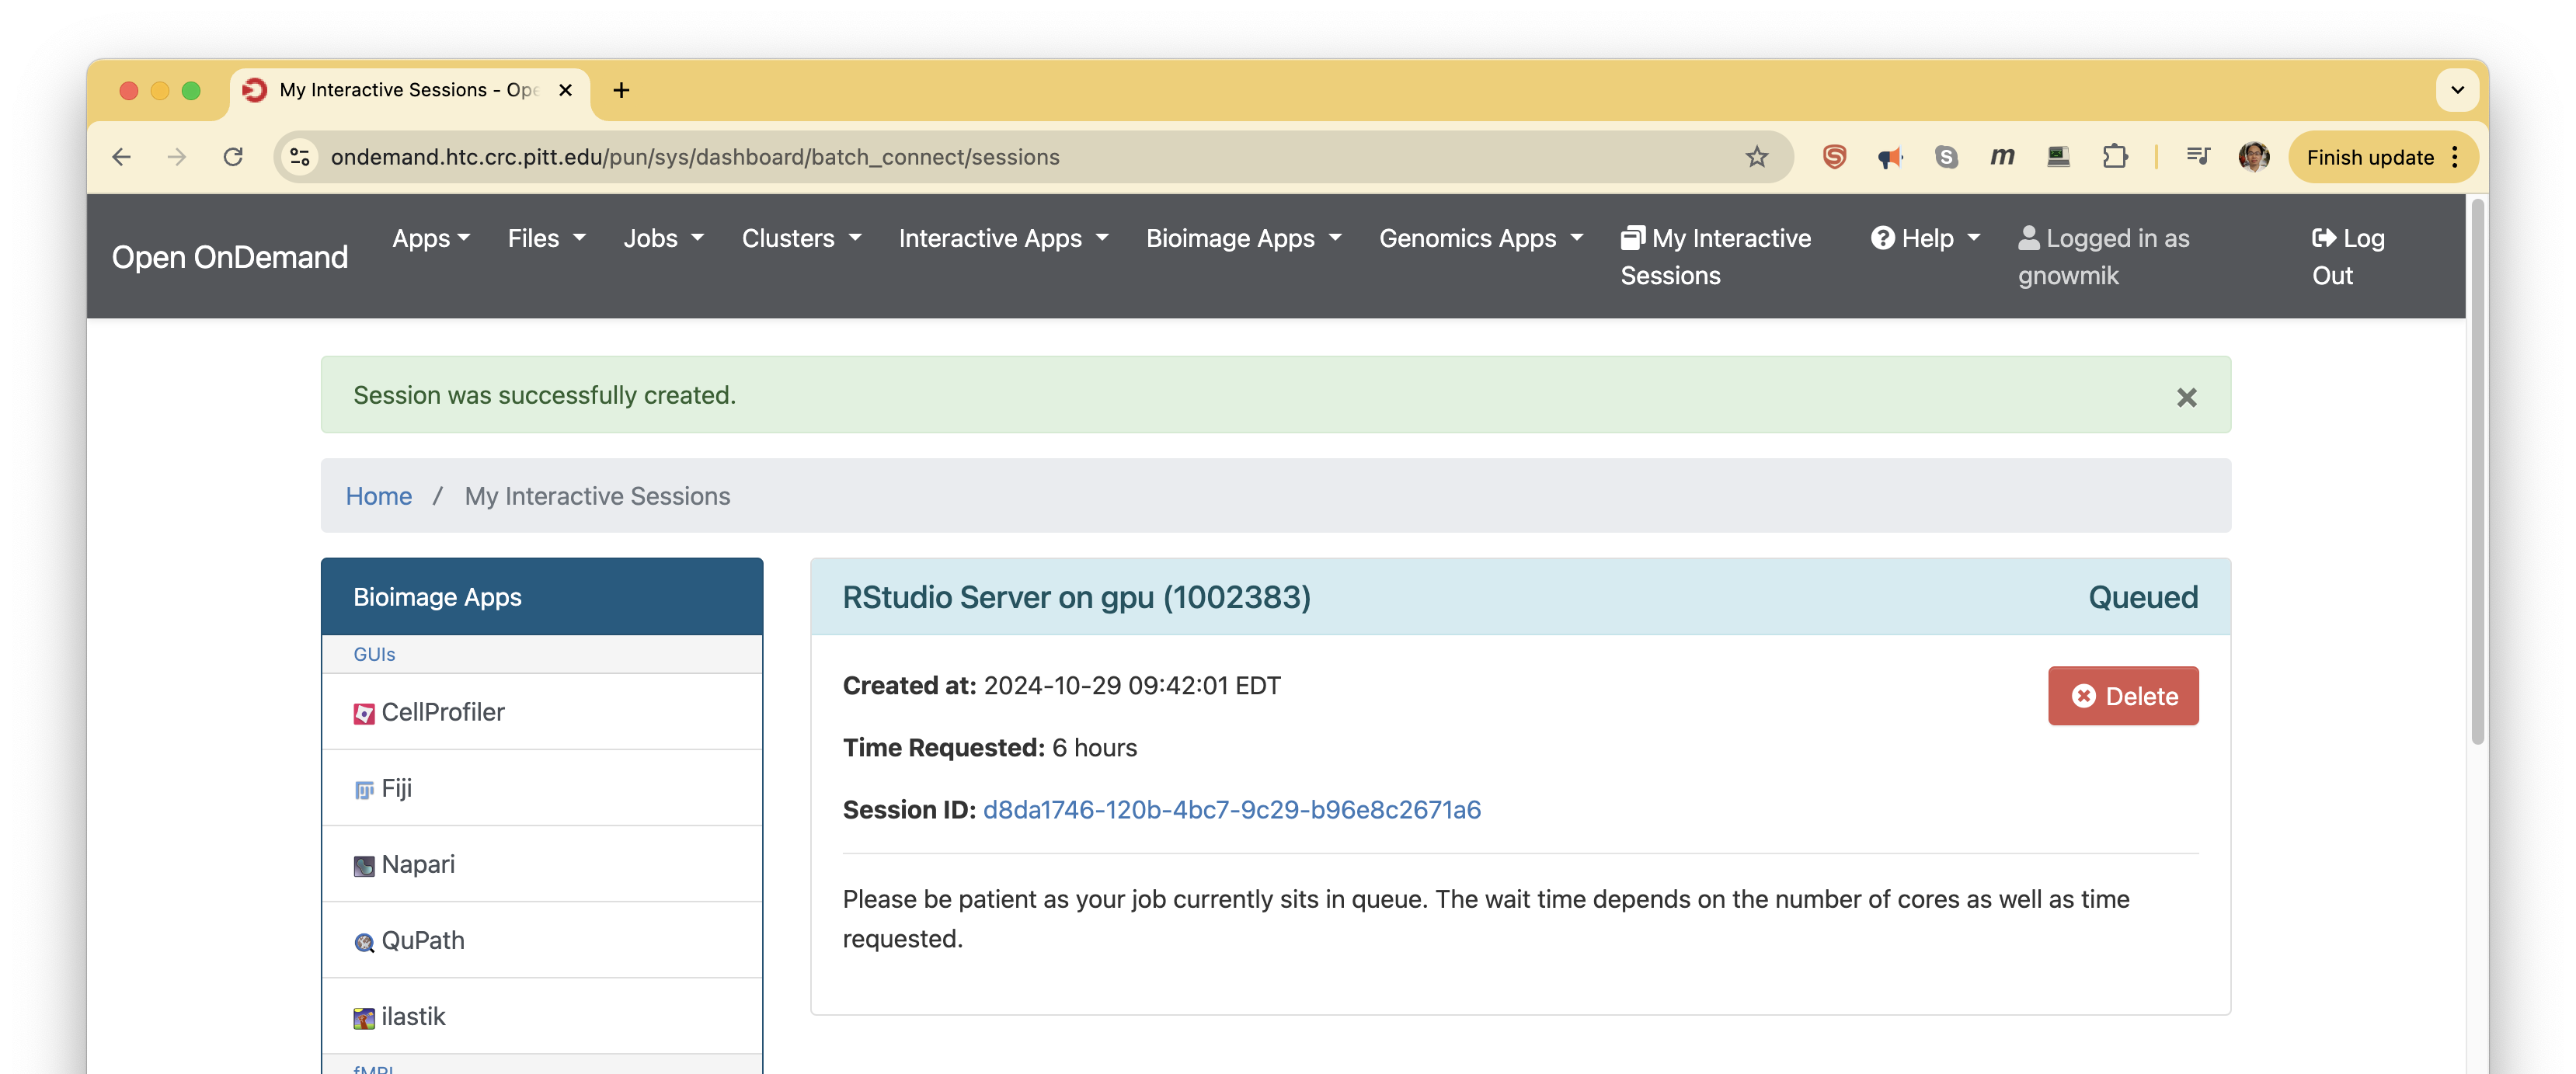 My Interactive Sessions - Ope
ondemand.htc.crc.pitt.edu/pun/sys/dashboard/batch_connect/sessions
Finish update
Open OnDemand
Apps
Files
Jobs
Clusters
Interactive Apps
Bioimage Apps
Genomics Apps
My Interactive
Sessions
Help
Logged in as
gnowmik
Log
Out
Session was successfully created.
Home / My Interactive Sessions
Bioimage Apps
GUIs
CellProfiler
Fiji
Napari
QuPath
ilastik
fMRI
RStudio Server on gpu (1002383)
Queued
Created at: 2024-10-29 09:42:01 EDT
Delete
Time Requested: 6 hours
Session ID: d8da1746-120b-4bc7-9c29-b96e8c2671a6
Please be patient as your job currently sits in queue. The wait time depends on the number of cores as well as time
requested.